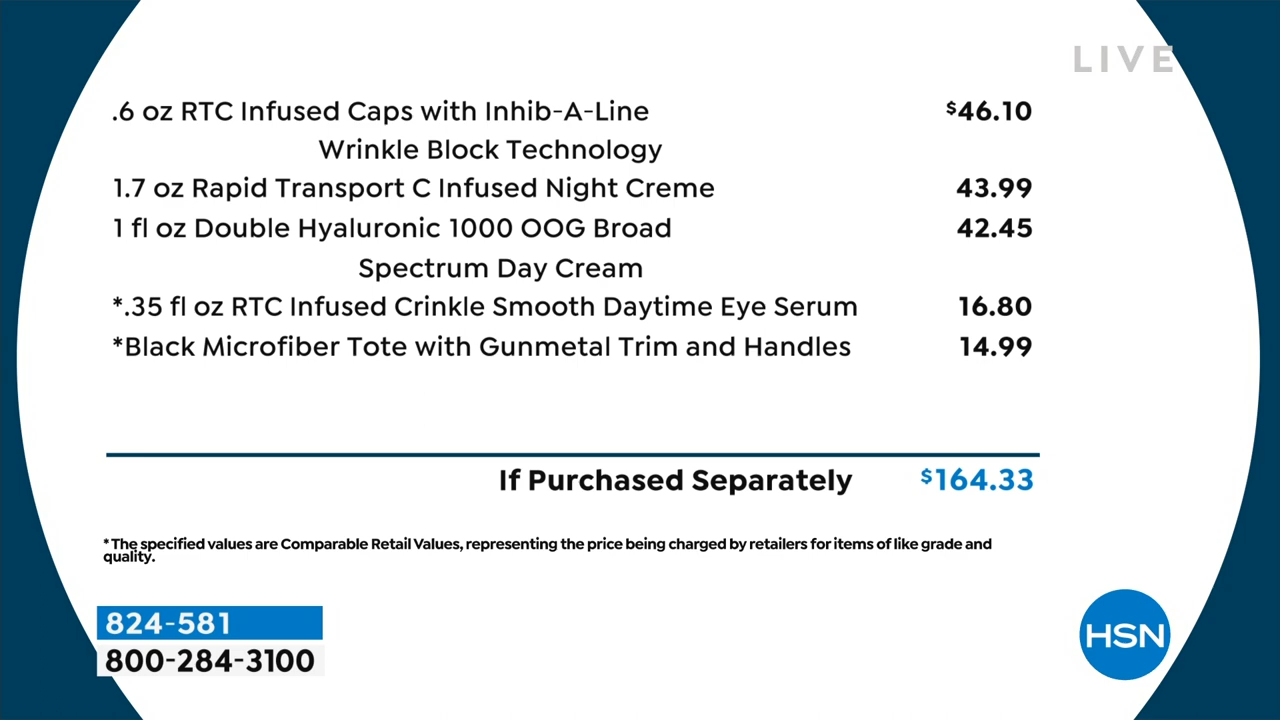 LIVE
.6 oz RTC Infused Caps with Inhib-A-Line $46.10
Wrinkle Block Technology
1.7 oz Rapid Transport C Infused Night Creme 43.99
1 fl oz Double Hyaluronic 1000 OOG Broad 42.45
Spectrum Day Cream
*.35 fl oz RTC Infused Crinkle Smooth Daytime Eye Serum 16.80
*Black Microfiber Tote with Gunmetal Trim and Handles 14.99
If Purchased Separately $164.33
*The specified values are Comparable Retail Values, representing the price being charged by retailers for items of like grade and
quality.
824-581
800-284-3100
HSN